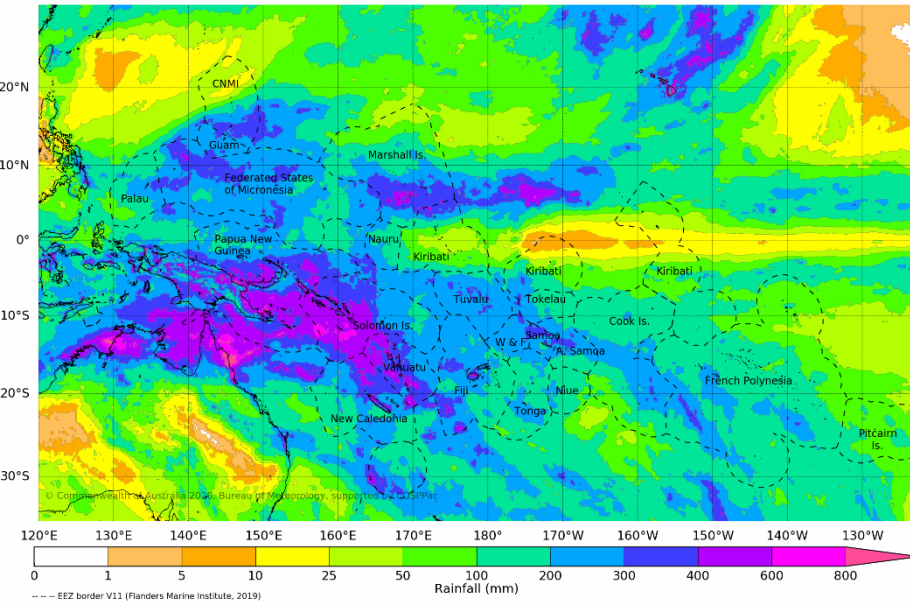 CNMI
20°N
Guam
Marshall Is.
10°N
Federated States
of Micronesia
Palau
0°
Papua New
Guinea
Nauru
Kiribati
Kiribati
Kiribati
Tuvalu
Tokelau
10°S
Solomon Is.
Cook Is.
Samoa
W & F
A. Samoa
Vanuatu
French Polynesia
20°S
Fiji
Niue
Tonga
New Caledonia
Pitcairn
Is.
30°S
© Commonwealth of Australia 2026, Bureau of Meteorology, supported by COSPPac
120°E 130°E 140°E 150°E 160°E 170°E 180° 170°W 160°W 150°W 140°W 130°W
0 1 5 10 25 50 100 200 300 400 600 800
Rainfall (mm)
-- -- -- EEZ border V11 (Flanders Marine Institute, 2019)